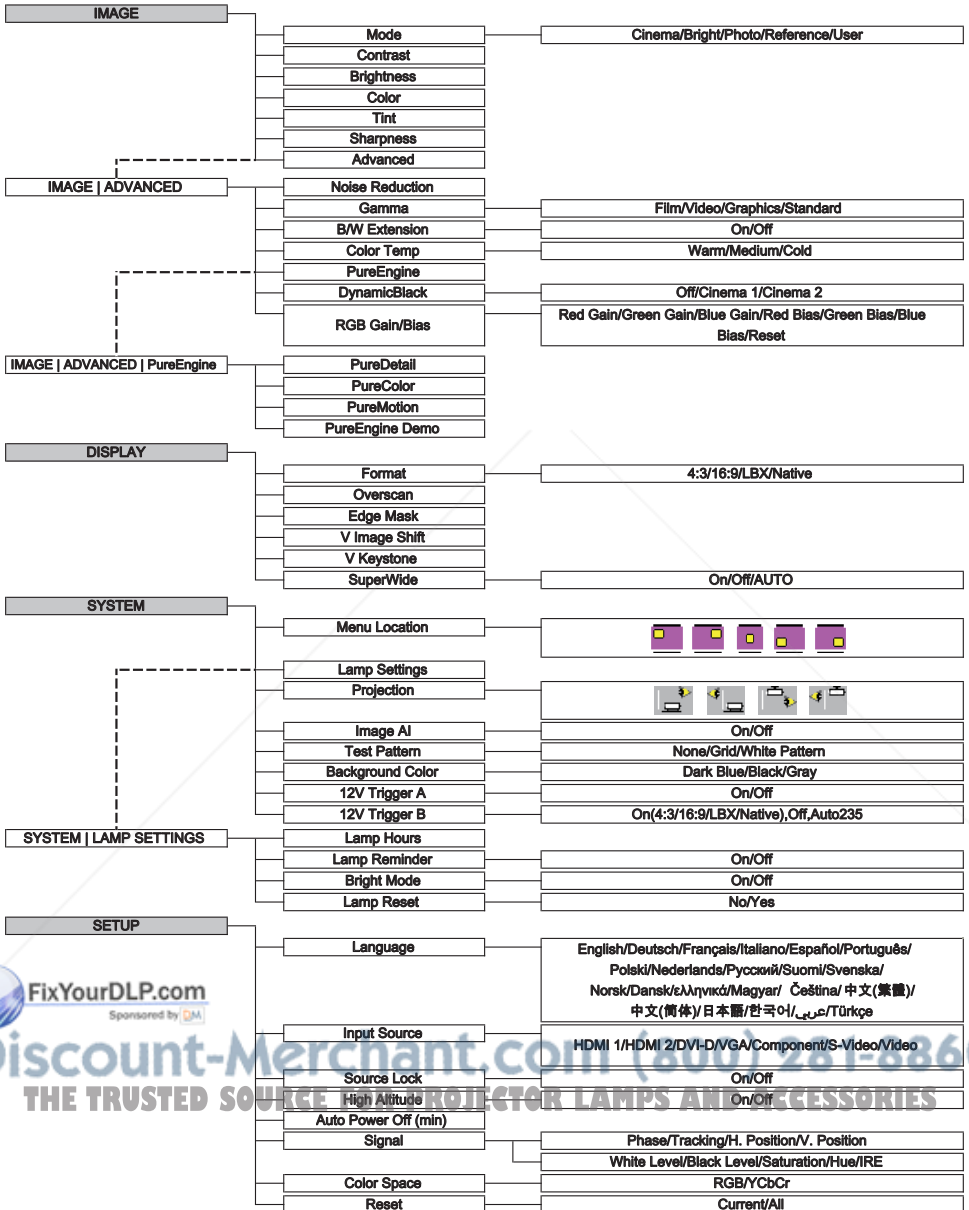 IMAGE
Mode Cinema/Bright/Photo/Reference/User
Contrast
Brightness
Color
Tint
Sharpness
Advanced
IMAGE | ADVANCED Noise Reduction
Gamma Film/Video/Graphics/Standard
B/W Extension On/Off
Color Temp Warm/Medium/Cold
PureEngine
DynamicBlack Off/Cinema 1/Cinema 2
RGB Gain/Bias Red Gain/Green Gain/Blue Gain/Red Bias/Green Bias/Blue
Bias/Reset
IMAGE | ADVANCED | PureEngine PureDetail
PureColor
PureMotion
PureEngine Demo
DISPLAY
Format 4:3/16:9/LBX/Native
Overscan
Edge Mask
V Image Shift
V Keystone
SuperWide On/Off/AUTO
SYSTEM
Menu Location
Lamp Settings
Projection
Image AI On/Off
Test Pattern None/Grid/White Pattern
Background Color Dark Blue/Black/Gray
12V Trigger A On/Off
12V Trigger B On(4:3/16:9/LBX/Native),Off,Auto235
SYSTEM | LAMP SETTINGS Lamp Hours
Lamp Reminder On/Off
Bright Mode On/Off
Lamp Reset No/Yes
SETUP
Language English/Deutsch/Français/Italiano/Español/Português/
Polski/Nederlands/Русский/Suomi/Svenska/
Norsk/Dansk/ελληνικά/Magyar/ Čeština/ 中文(繁體)/
中文(简体)/日本語/한국어/عربي/Türkçe
FixYourDLP.com
Sponsored by DM
Input Source HDMI 1/HDMI 2/DVI-D/VGA/Component/S-Video/Video
Discount-Merchant.com (800) 281-886
Source Lock On/Off
THE TRUSTED SOURCE FOR PROJECTOR LAMPS AND ACCESSORIES
High Altitude On/Off
Auto Power Off (min)
Signal Phase/Tracking/H. Position/V. Position
White Level/Black Level/Saturation/Hue/IRE
Color Space RGB/YCbCr
Reset Current/All